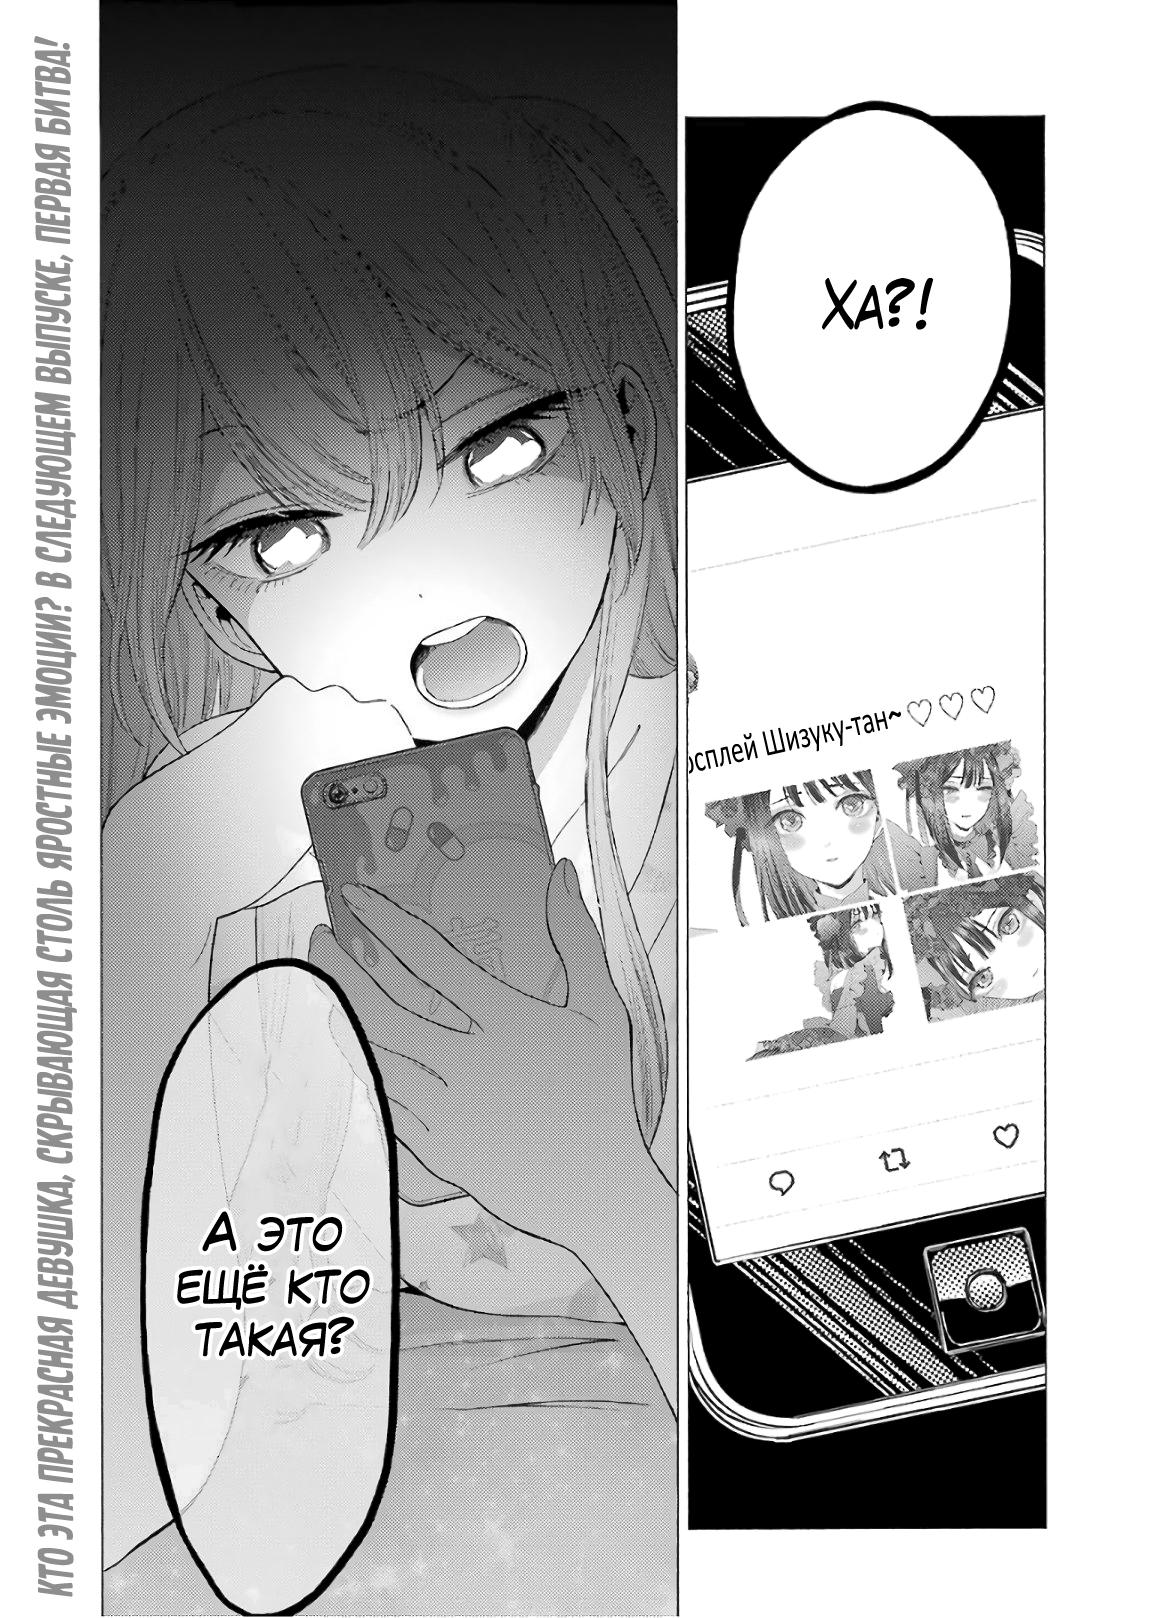 ХА?!
осплей Шизуку-тан~♡♡♡
А ЭТО
ЕЩЁ КТО
ТАКАЯ?
КТО ЭТА ПРЕКРАСНАЯ ДЕВУШКА, СКРЫВАЮЩАЯ СТОЛЬ ЯРОСТНЫЕ ЭМОЦИИ? В СЛЕДУЮЩЕМ ВЫПУСКЕ, ПЕРВАЯ БИТВА!